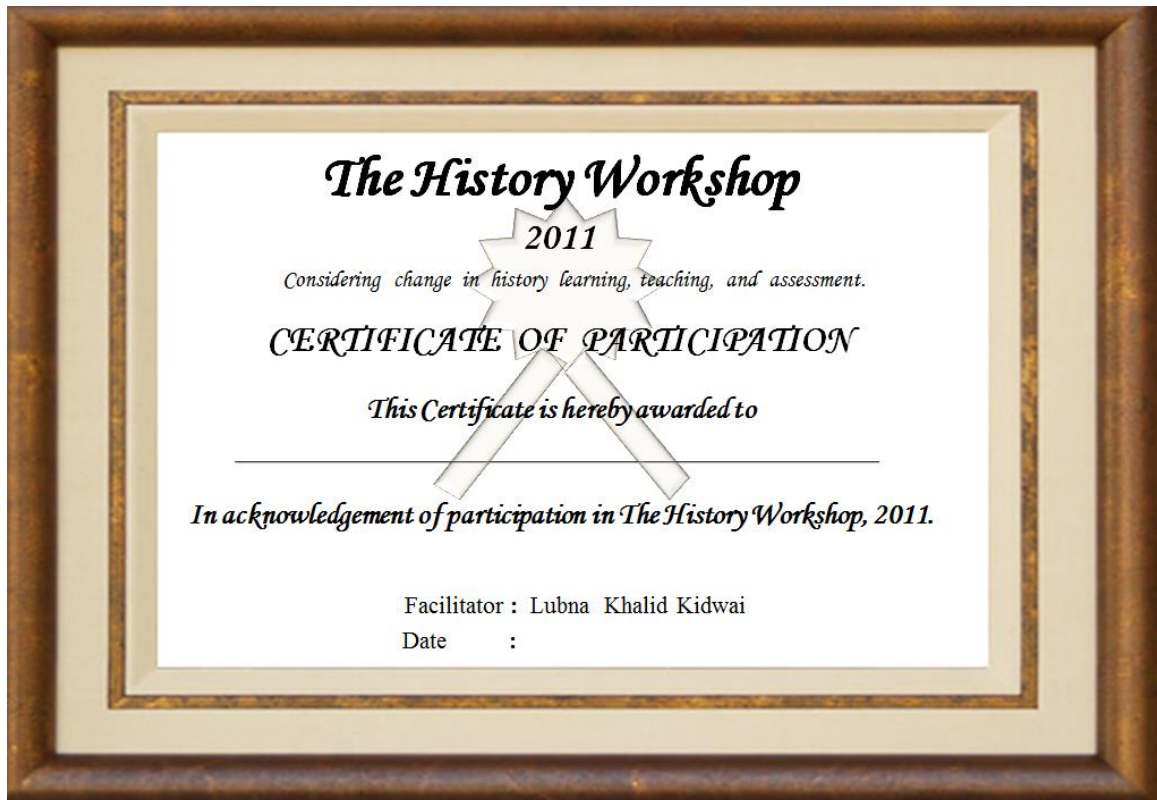 The History Workshop
2011
Considering change in history learning, teaching, and assessment.
CERTIFICATE OF PARTICIPATION
This Certificate is hereby awarded to
In acknowledgement of participation in The History Workshop, 2011.
Facilitator : Lubna Khalid Kidwai
Date :